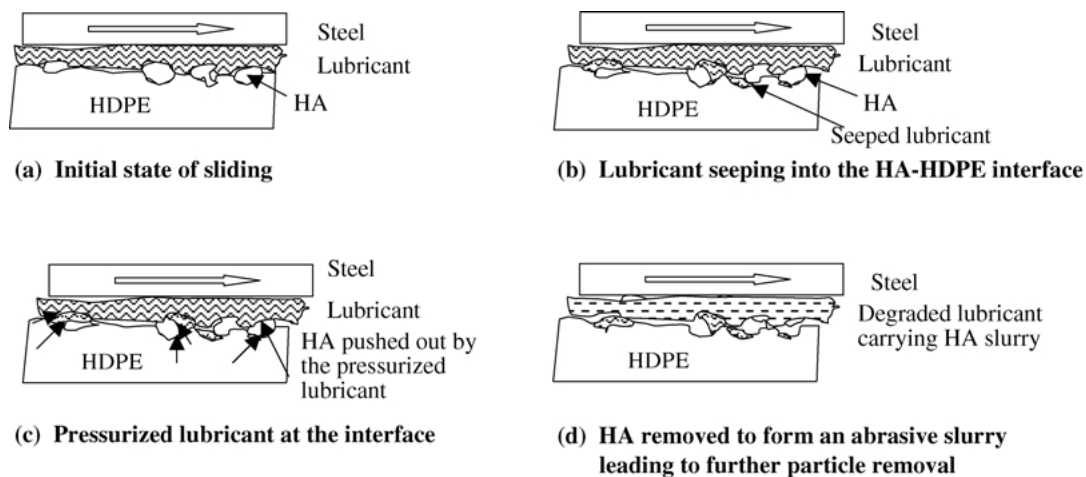 Steel
Lubricant
HDPE
HA
(a) Initial state of sliding
Steel
Lubricant
HDPE
HA
Seeped lubricant
(b) Lubricant seeping into the HA-HDPE interface
Steel
Lubricant
HA pushed out by
the pressurized
lubricant
HDPE
(c) Pressurized lubricant at the interface
Steel
Degraded lubricant
carrying HA slurry
HDPE
(d) HA removed to form an abrasive slurry
leading to further particle removal